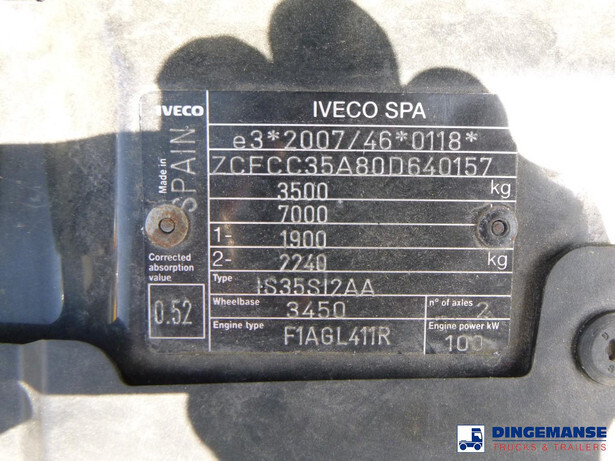 IVECO
IVECO SPA
Made in
SPAIN
e3*2007/46*0118*
ZCFCC35A80D640157
3500 kg
7000
1- 1900
2- 2240 kg
Corrected
absorption
value
0.52
Type
IS35SI2AA
Wheelbase
3450
n° of axles
2
Engine type
F1AGL411R
Engine power kW
100
DINGEMANSE
TRUCKS & TRAILERS